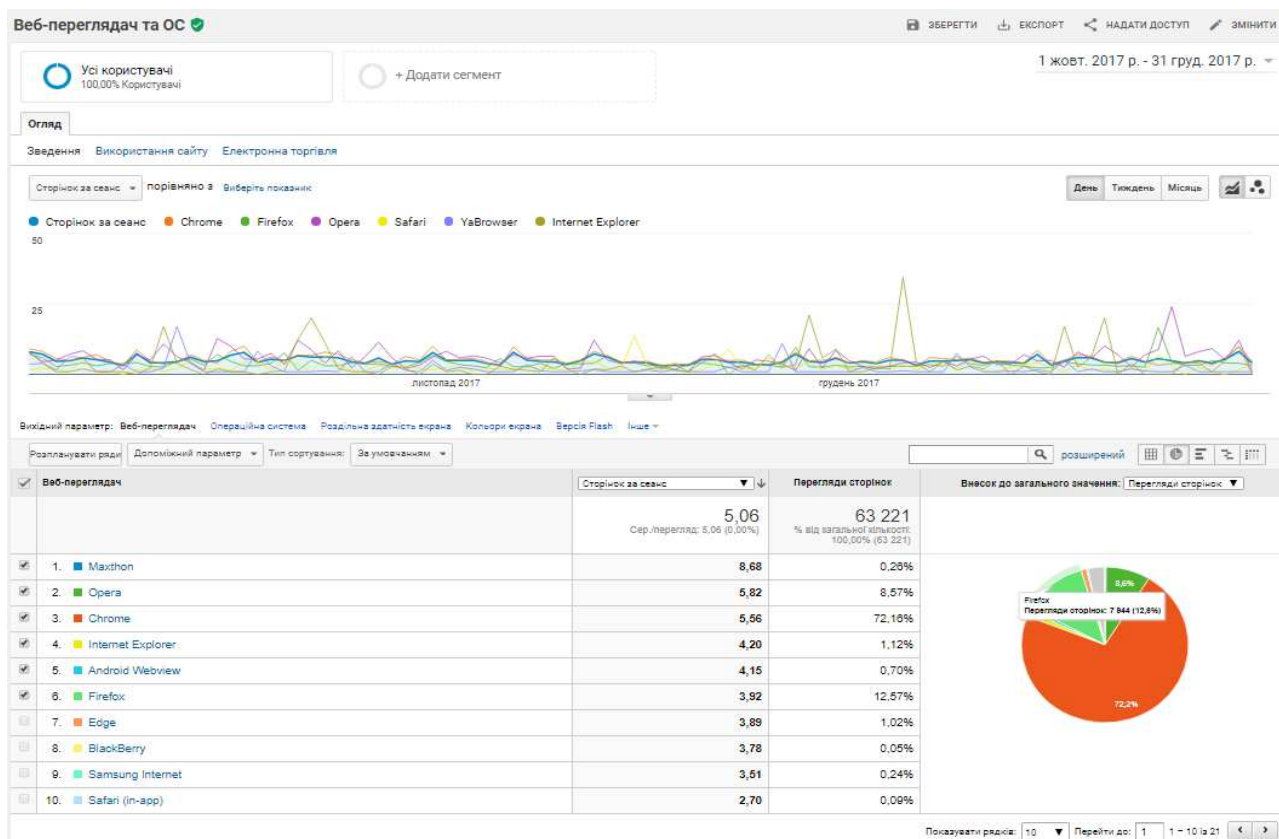 Веб-переглядач та ОС
ЗБЕРЕГТИ ЕКСПОРТ НАДАТИ ДОСТУП ЗМІНИТИ
Усі користувачі
100,00% Користувачі
+ Додати сегмент
1 жовт. 2017 р. - 31 груд. 2017 р.
Огляд
Зведення Використання сайту Електронна торгівля
Сторінок за сеанс порівняно з Виберіть показник
День Тиждень Місяць
Сторінок за сеанс Chrome Firefox Opera Safari YaBrowser Internet Explorer
50
25
листопад 2017 грудень 2017
Вихідний параметр: Веб-переглядач Операційна система Роздільна здатність екрана Кольори екрана Версія Flash Інше
Розпланувати ряди Допоміжний параметр Тип сортування: За умовчанням
розширений
Веб-переглядач Сторінок за сеанс Перегляди сторінок Внесок до загального значення: Перегляди сторінок
5,06 63 221
Сер./перегляд: 5,06 (0,00%) % від загальної кількості: 100,00% (63 221)
1. Maxthon 8,68 0,26%
2. Opera 5,82 8,57%
3. Chrome 5,56 72,16%
4. Internet Explorer 4,20 1,12%
5. Android Webview 4,15 0,70%
6. Firefox 3,92 12,57%
7. Edge 3,89 1,02%
8. BlackBerry 3,78 0,05%
9. Samsung Internet 3,51 0,24%
10. Safari (in-app) 2,70 0,09%
8,6%
Firefox
Перегляди сторінок: 7 944 (12,6%)
72,2%
Показувати рядків: 10 Перейти до: 1 1 – 10 із 21